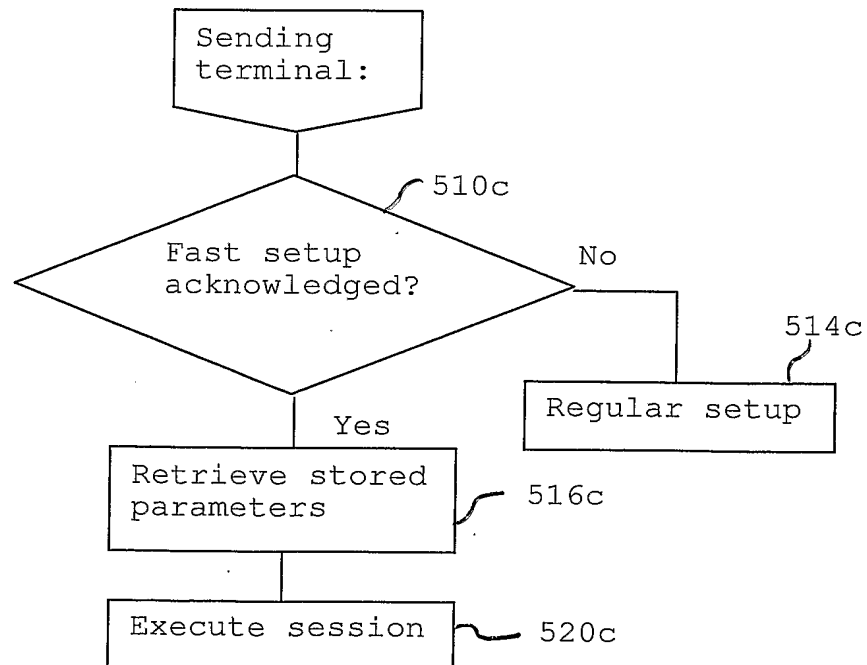 Sending
terminal:
510c
Fast setup
acknowledged?
No
514c
Regular setup
Yes
Retrieve stored
parameters
516c
Execute session
520c